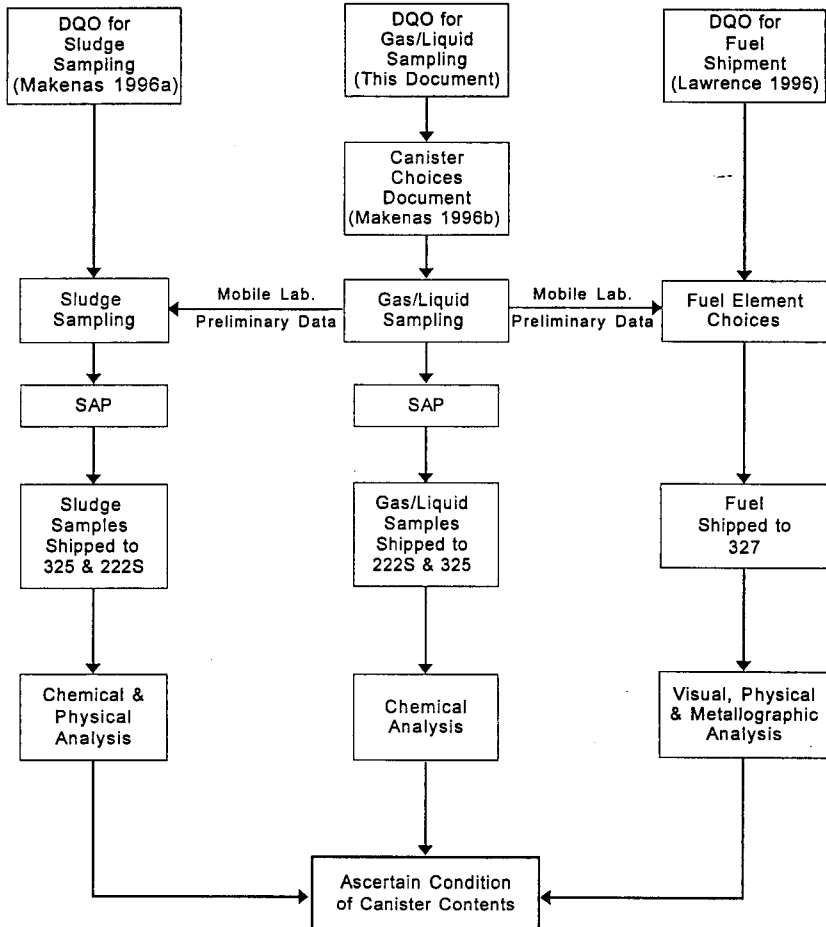 DQO for
Sludge
Sampling
(Makenas 1996a)
DQO for
Gas/Liquid
Sampling
(This Document)
DQO for
Fuel
Shipment
(Lawrence 1996)
Canister
Choices
Document
(Makenas 1996b)
Sludge
Sampling
Mobile Lab.
Preliminary Data
Gas/Liquid
Sampling
Mobile Lab.
Preliminary Data
Fuel Element
Choices
SAP
SAP
Sludge
Samples
Shipped to
325 & 222S
Gas/Liquid
Samples
Shipped to
222S & 325
Fuel
Shipped to
327
Chemical &
Physical
Analysis
Chemical
Analysis
Visual, Physical
& Metallographic
Analysis
Ascertain Condition
of Canister Contents